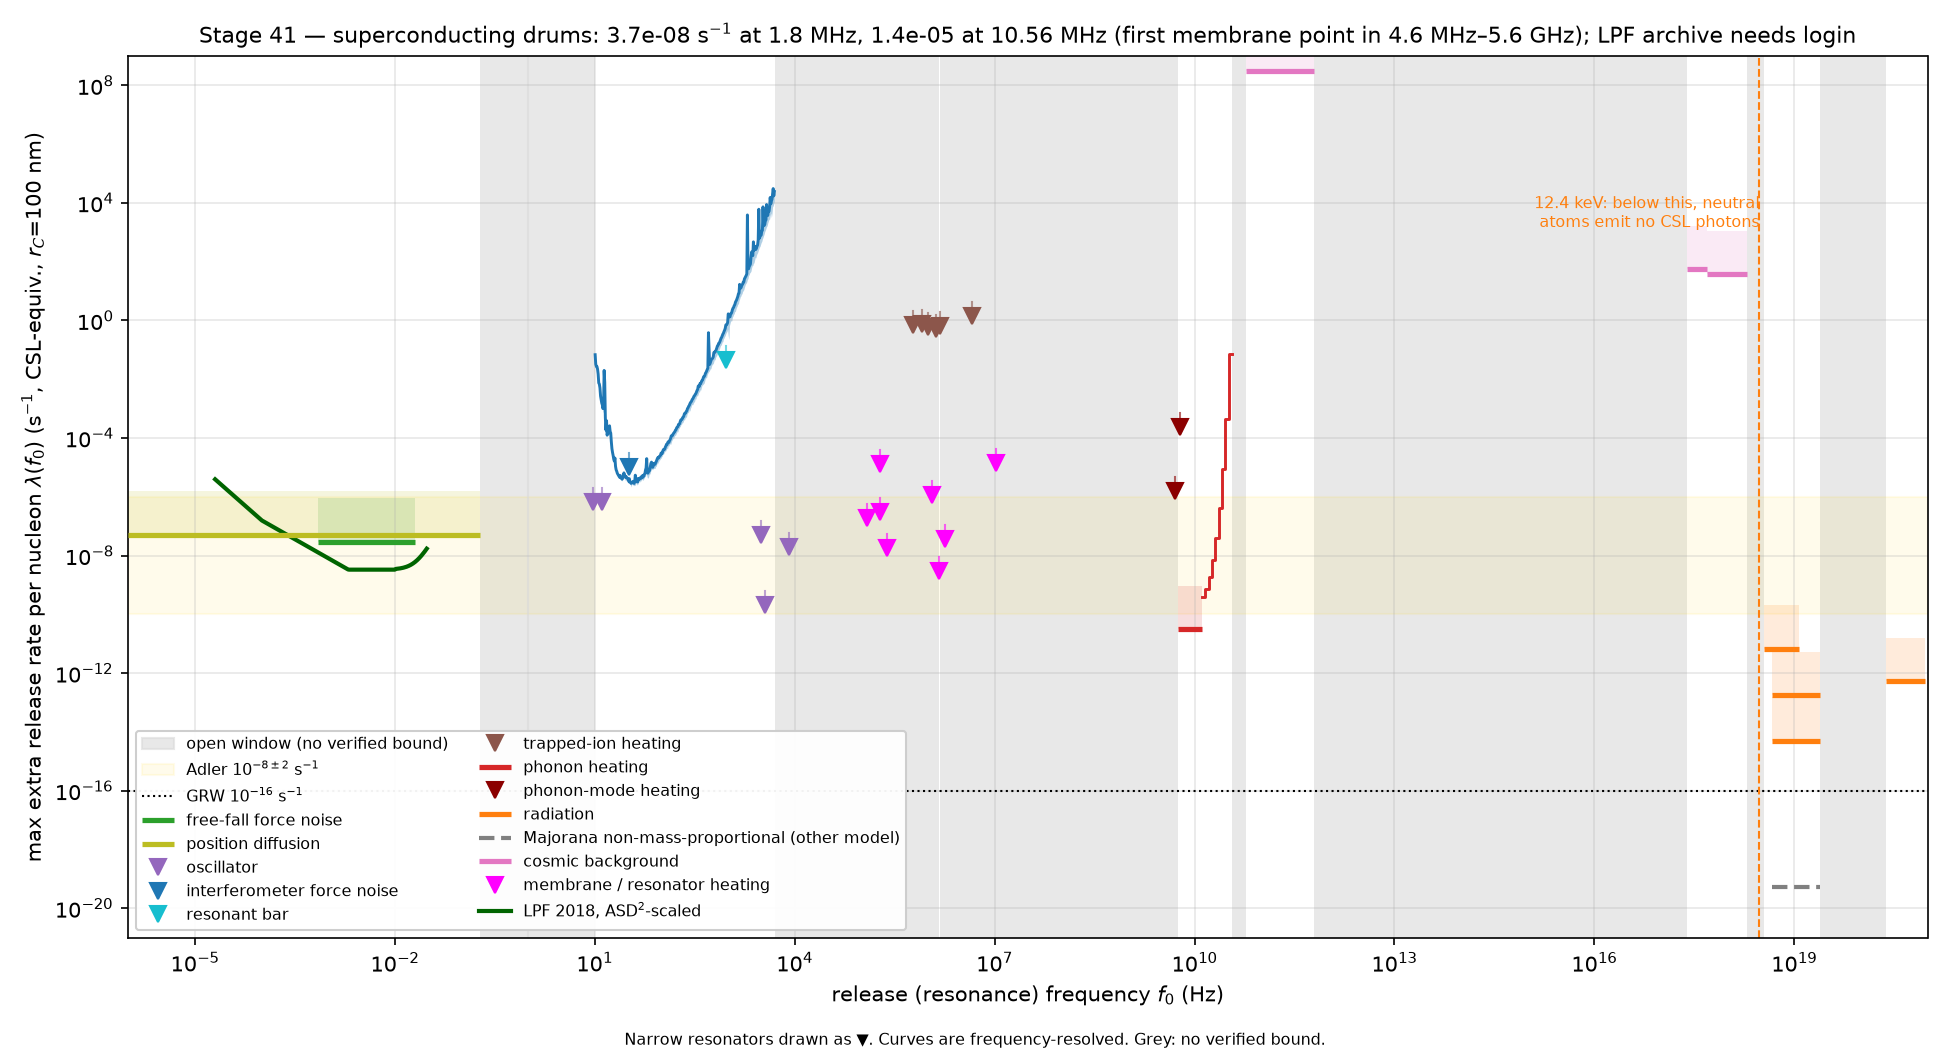 Stage 41 — superconducting drums: 3.7e-08 s⁻¹ at 1.8 MHz, 1.4e-05 at 10.56 MHz (first membrane point in 4.6 MHz–5.6 GHz); LPF archive needs login
max extra release rate per nucleon λ(f₀) (s⁻¹, CSL-equiv., r_C=100 nm)
10⁸
10⁴
10⁰
10⁻⁴
10⁻⁸
10⁻¹²
10⁻¹⁶
10⁻²⁰
12.4 keV: below this, neutral
atoms emit no CSL photons
open window (no verified bound)
Adler 10⁻⁸±² s⁻¹
GRW 10⁻¹⁶ s⁻¹
free-fall force noise
position diffusion
oscillator
interferometer force noise
resonant bar
trapped-ion heating
phonon heating
phonon-mode heating
radiation
Majorana non-mass-proportional (other model)
cosmic background
membrane / resonator heating
LPF 2018, ASD²-scaled
10⁻⁵
10⁻²
10¹
10⁴
10⁷
10¹⁰
10¹³
10¹⁶
10¹⁹
release (resonance) frequency f₀ (Hz)
Narrow resonators drawn as ▼. Curves are frequency-resolved. Grey: no verified bound.